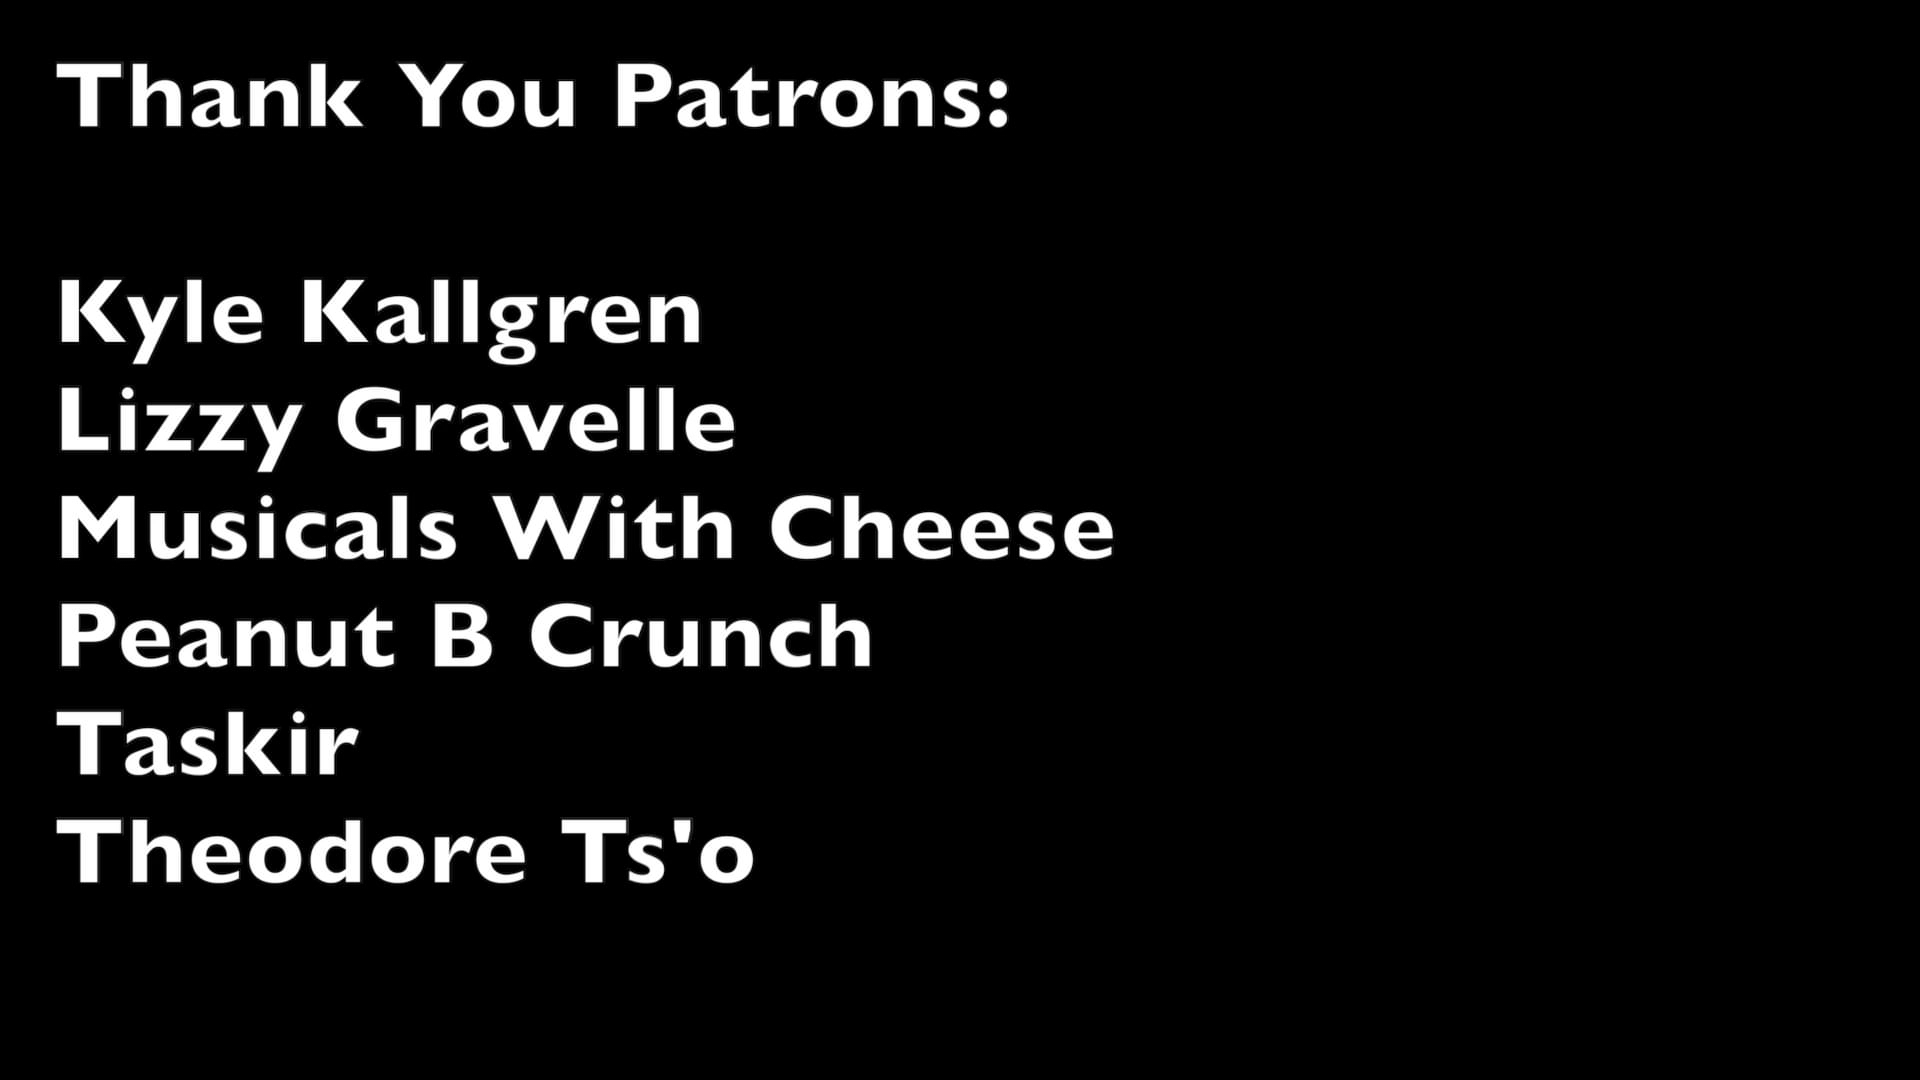 Thank You Patrons:
Kyle Kallgren
Lizzy Gravelle
Musicals With Cheese
Peanut B Crunch
Taskir
Theodore Ts'o